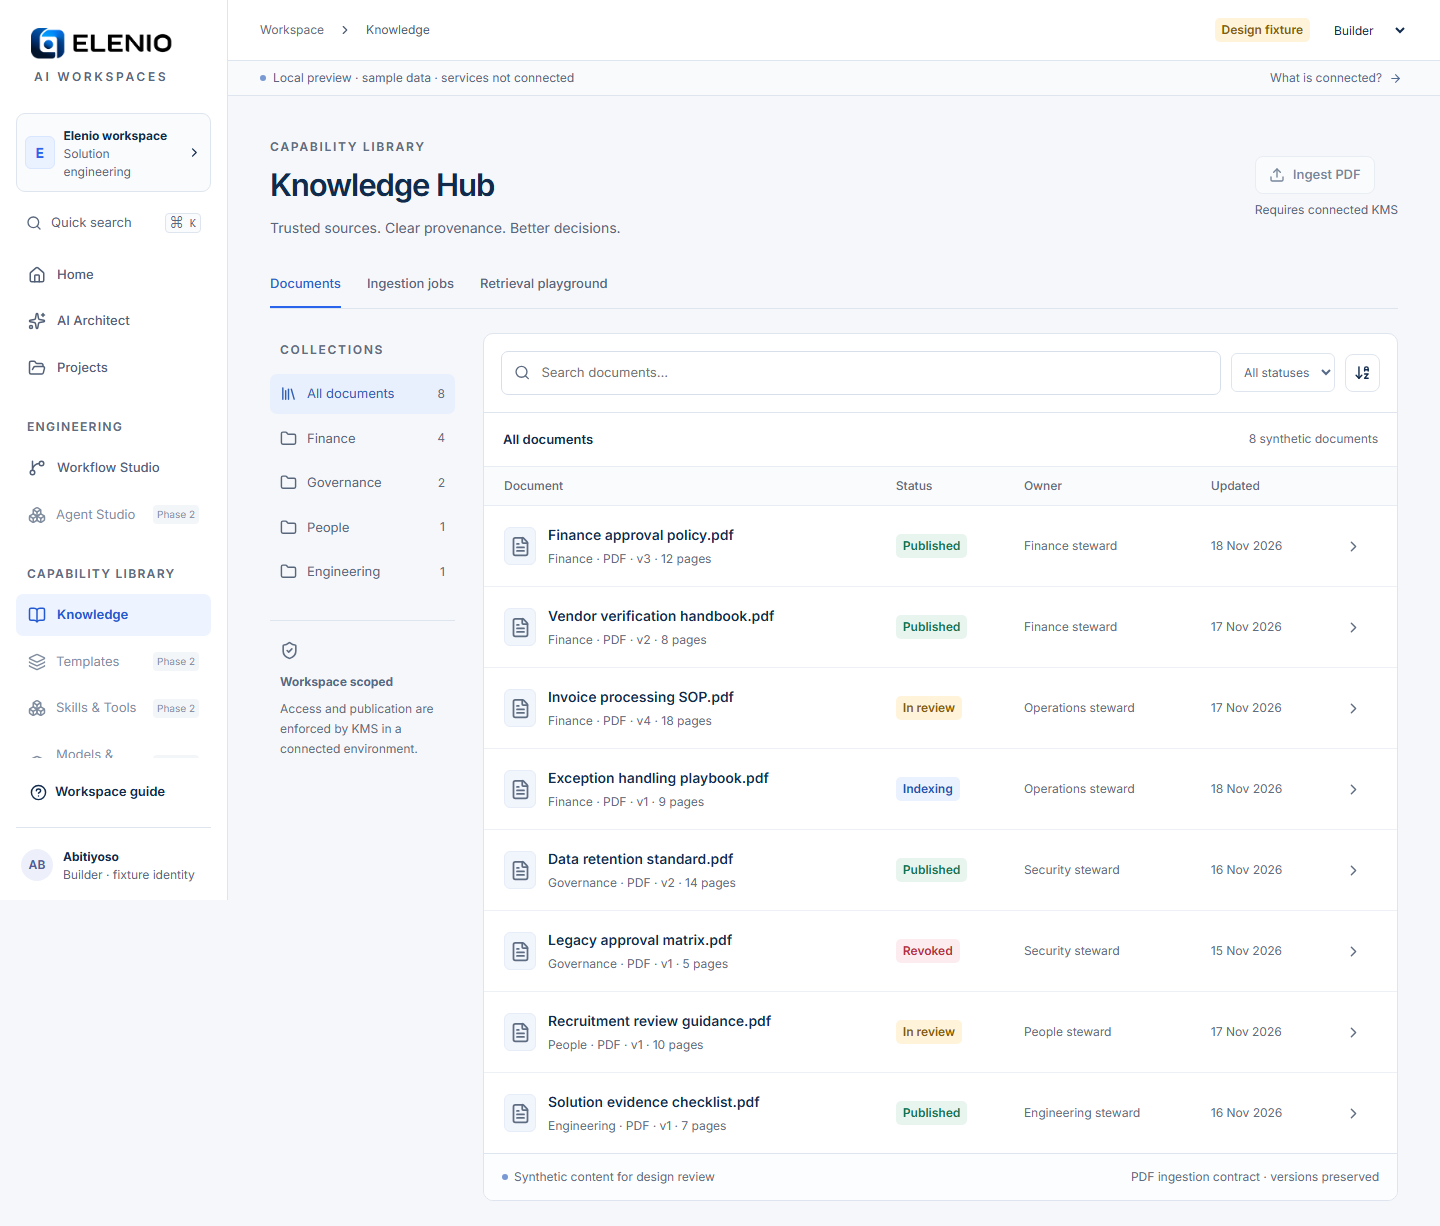 ELENIO
AI WORKSPACES
E
Elenio workspace
Solution
engineering
Quick search
⌘ K
Home
AI Architect
Projects
ENGINEERING
Workflow Studio
Agent Studio
Phase 2
CAPABILITY LIBRARY
Knowledge
Templates
Phase 2
Skills & Tools
Phase 2
Models &
Workspace guide
AB
Abitiyoso
Builder · fixture identity
Workspace
Knowledge
Design fixture
Builder
Local preview · sample data · services not connected
What is connected?
CAPABILITY LIBRARY
Knowledge Hub
Trusted sources. Clear provenance. Better decisions.
Ingest PDF
Requires connected KMS
Documents
Ingestion jobs
Retrieval playground
COLLECTIONS
All documents 8
Finance 4
Governance 2
People 1
Engineering 1
Workspace scoped
Access and publication are
enforced by KMS in a
connected environment.
Search documents...
All statuses
All documents
8 synthetic documents
Document Status Owner Updated
Finance approval policy.pdf
Finance · PDF · v3 · 12 pages
Published
Finance steward
18 Nov 2026
Vendor verification handbook.pdf
Finance · PDF · v2 · 8 pages
Published
Finance steward
17 Nov 2026
Invoice processing SOP.pdf
Finance · PDF · v4 · 18 pages
In review
Operations steward
17 Nov 2026
Exception handling playbook.pdf
Finance · PDF · v1 · 9 pages
Indexing
Operations steward
18 Nov 2026
Data retention standard.pdf
Governance · PDF · v2 · 14 pages
Published
Security steward
16 Nov 2026
Legacy approval matrix.pdf
Governance · PDF · v1 · 5 pages
Revoked
Security steward
15 Nov 2026
Recruitment review guidance.pdf
People · PDF · v1 · 10 pages
In review
People steward
17 Nov 2026
Solution evidence checklist.pdf
Engineering · PDF · v1 · 7 pages
Published
Engineering steward
16 Nov 2026
Synthetic content for design review
PDF ingestion contract · versions preserved